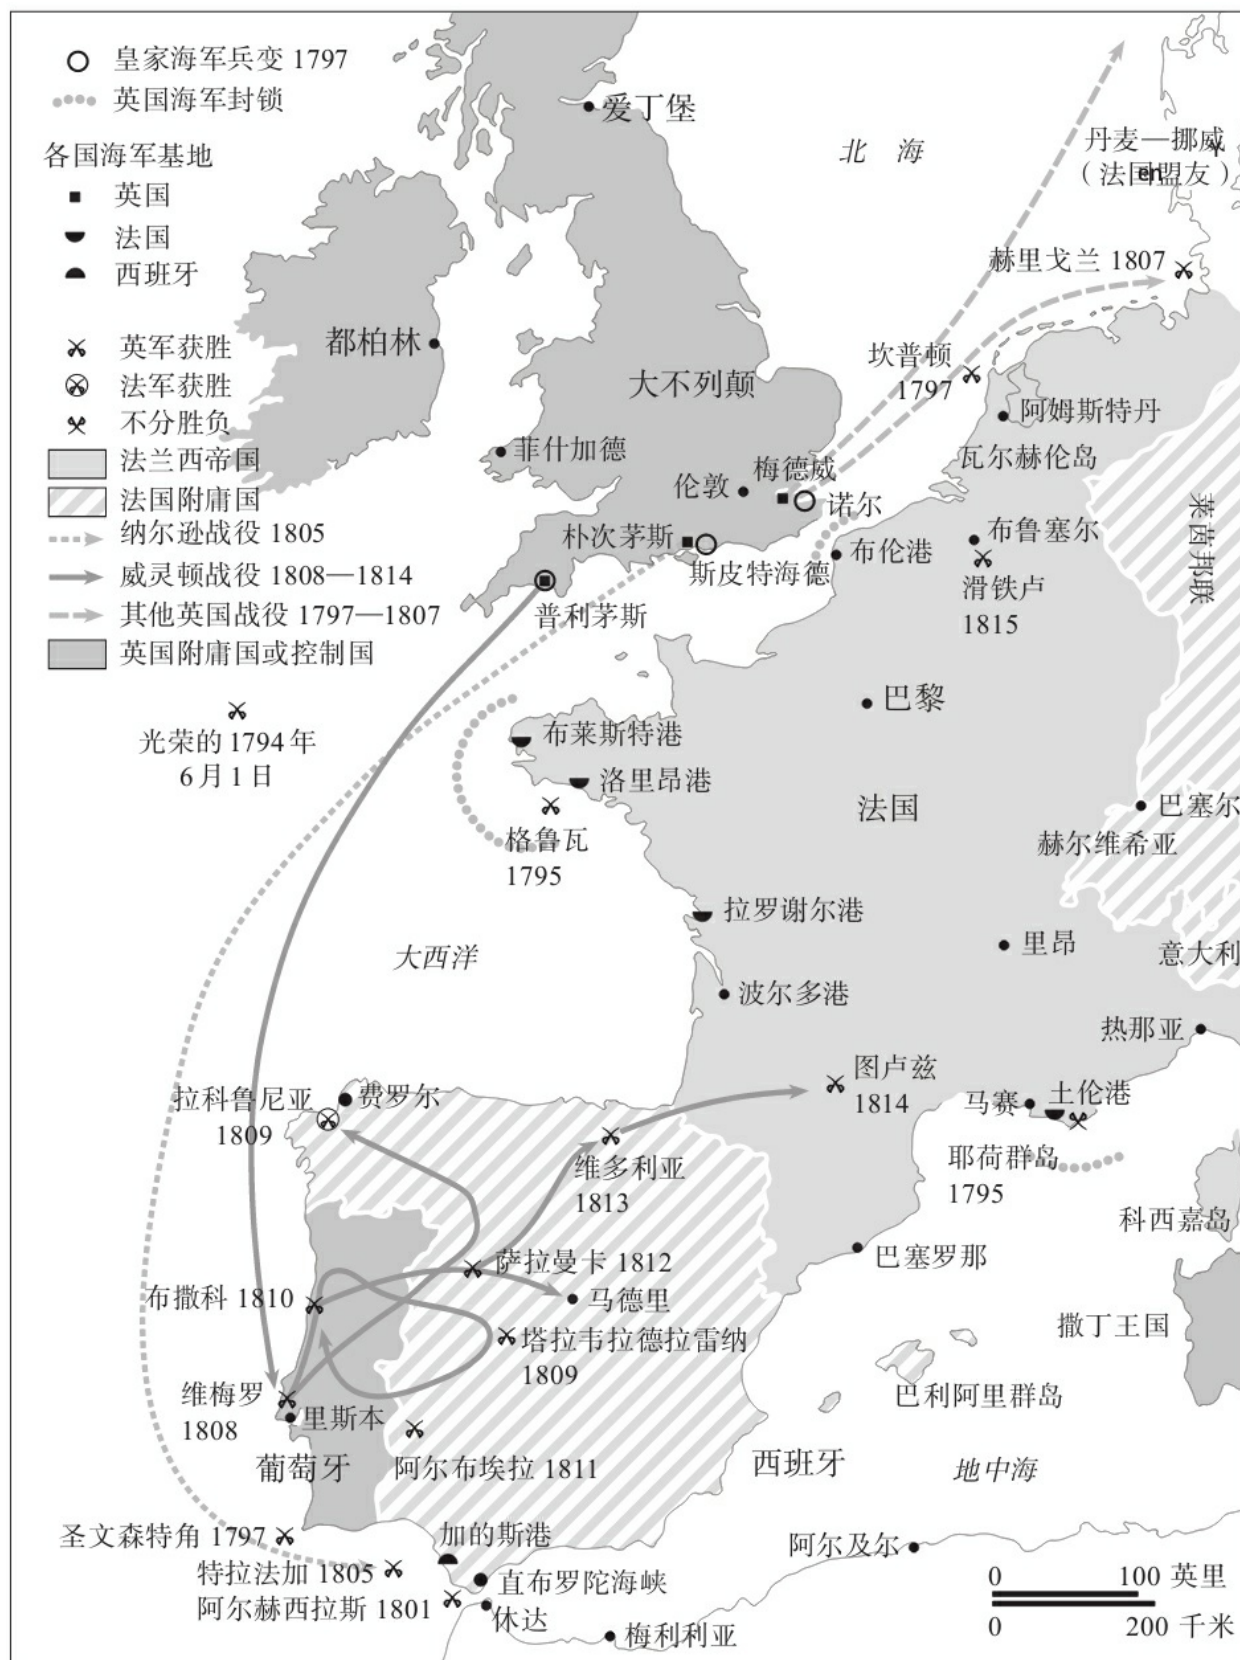 皇家海军兵变 1797
英国海军封锁
各国海军基地
英国
法国
西班牙
英军获胜
法军获胜
不分胜负
法兰西帝国
法国附庸国
纳尔逊战役 1805
威灵顿战役 1808—1814
其他英国战役 1797—1807
英国附庸国或控制国
爱丁堡
北 海
丹麦—挪威
（法国盟友）
en
赫里戈兰 1807
都柏林
大不列颠
坎普顿
1797
阿姆斯特丹
菲什加德
瓦尔赫伦岛
梅德威
伦敦
诺尔
莱茵邦联
朴次茅斯
斯皮特海德
布伦港
布鲁塞尔
滑铁卢
1815
普利茅斯
巴黎
光荣的 1794 年
6 月 1 日
布莱斯特港
洛里昂港
格鲁瓦
1795
法国
巴塞尔
赫尔维希亚
拉罗谢尔港
大西洋
里昂
意大利
波尔多港
热那亚
拉科鲁尼亚
1809
费罗尔
图卢兹
1814
马赛
土伦港
维多利亚
1813
耶荷群岛
1795
科西嘉岛
萨拉曼卡 1812
巴塞罗那
布撒科 1810
马德里
撒丁王国
塔拉韦拉德拉雷纳
1809
维梅罗
1808
里斯本
巴利阿里群岛
葡萄牙
阿尔布埃拉 1811
西班牙
地中海
圣文森特角 1797
加的斯港
阿尔及尔
特拉法加 1805
直布罗陀海峡
阿尔赫西拉斯 1801
休达
梅利利亚
0 100 英里
0 200 千米